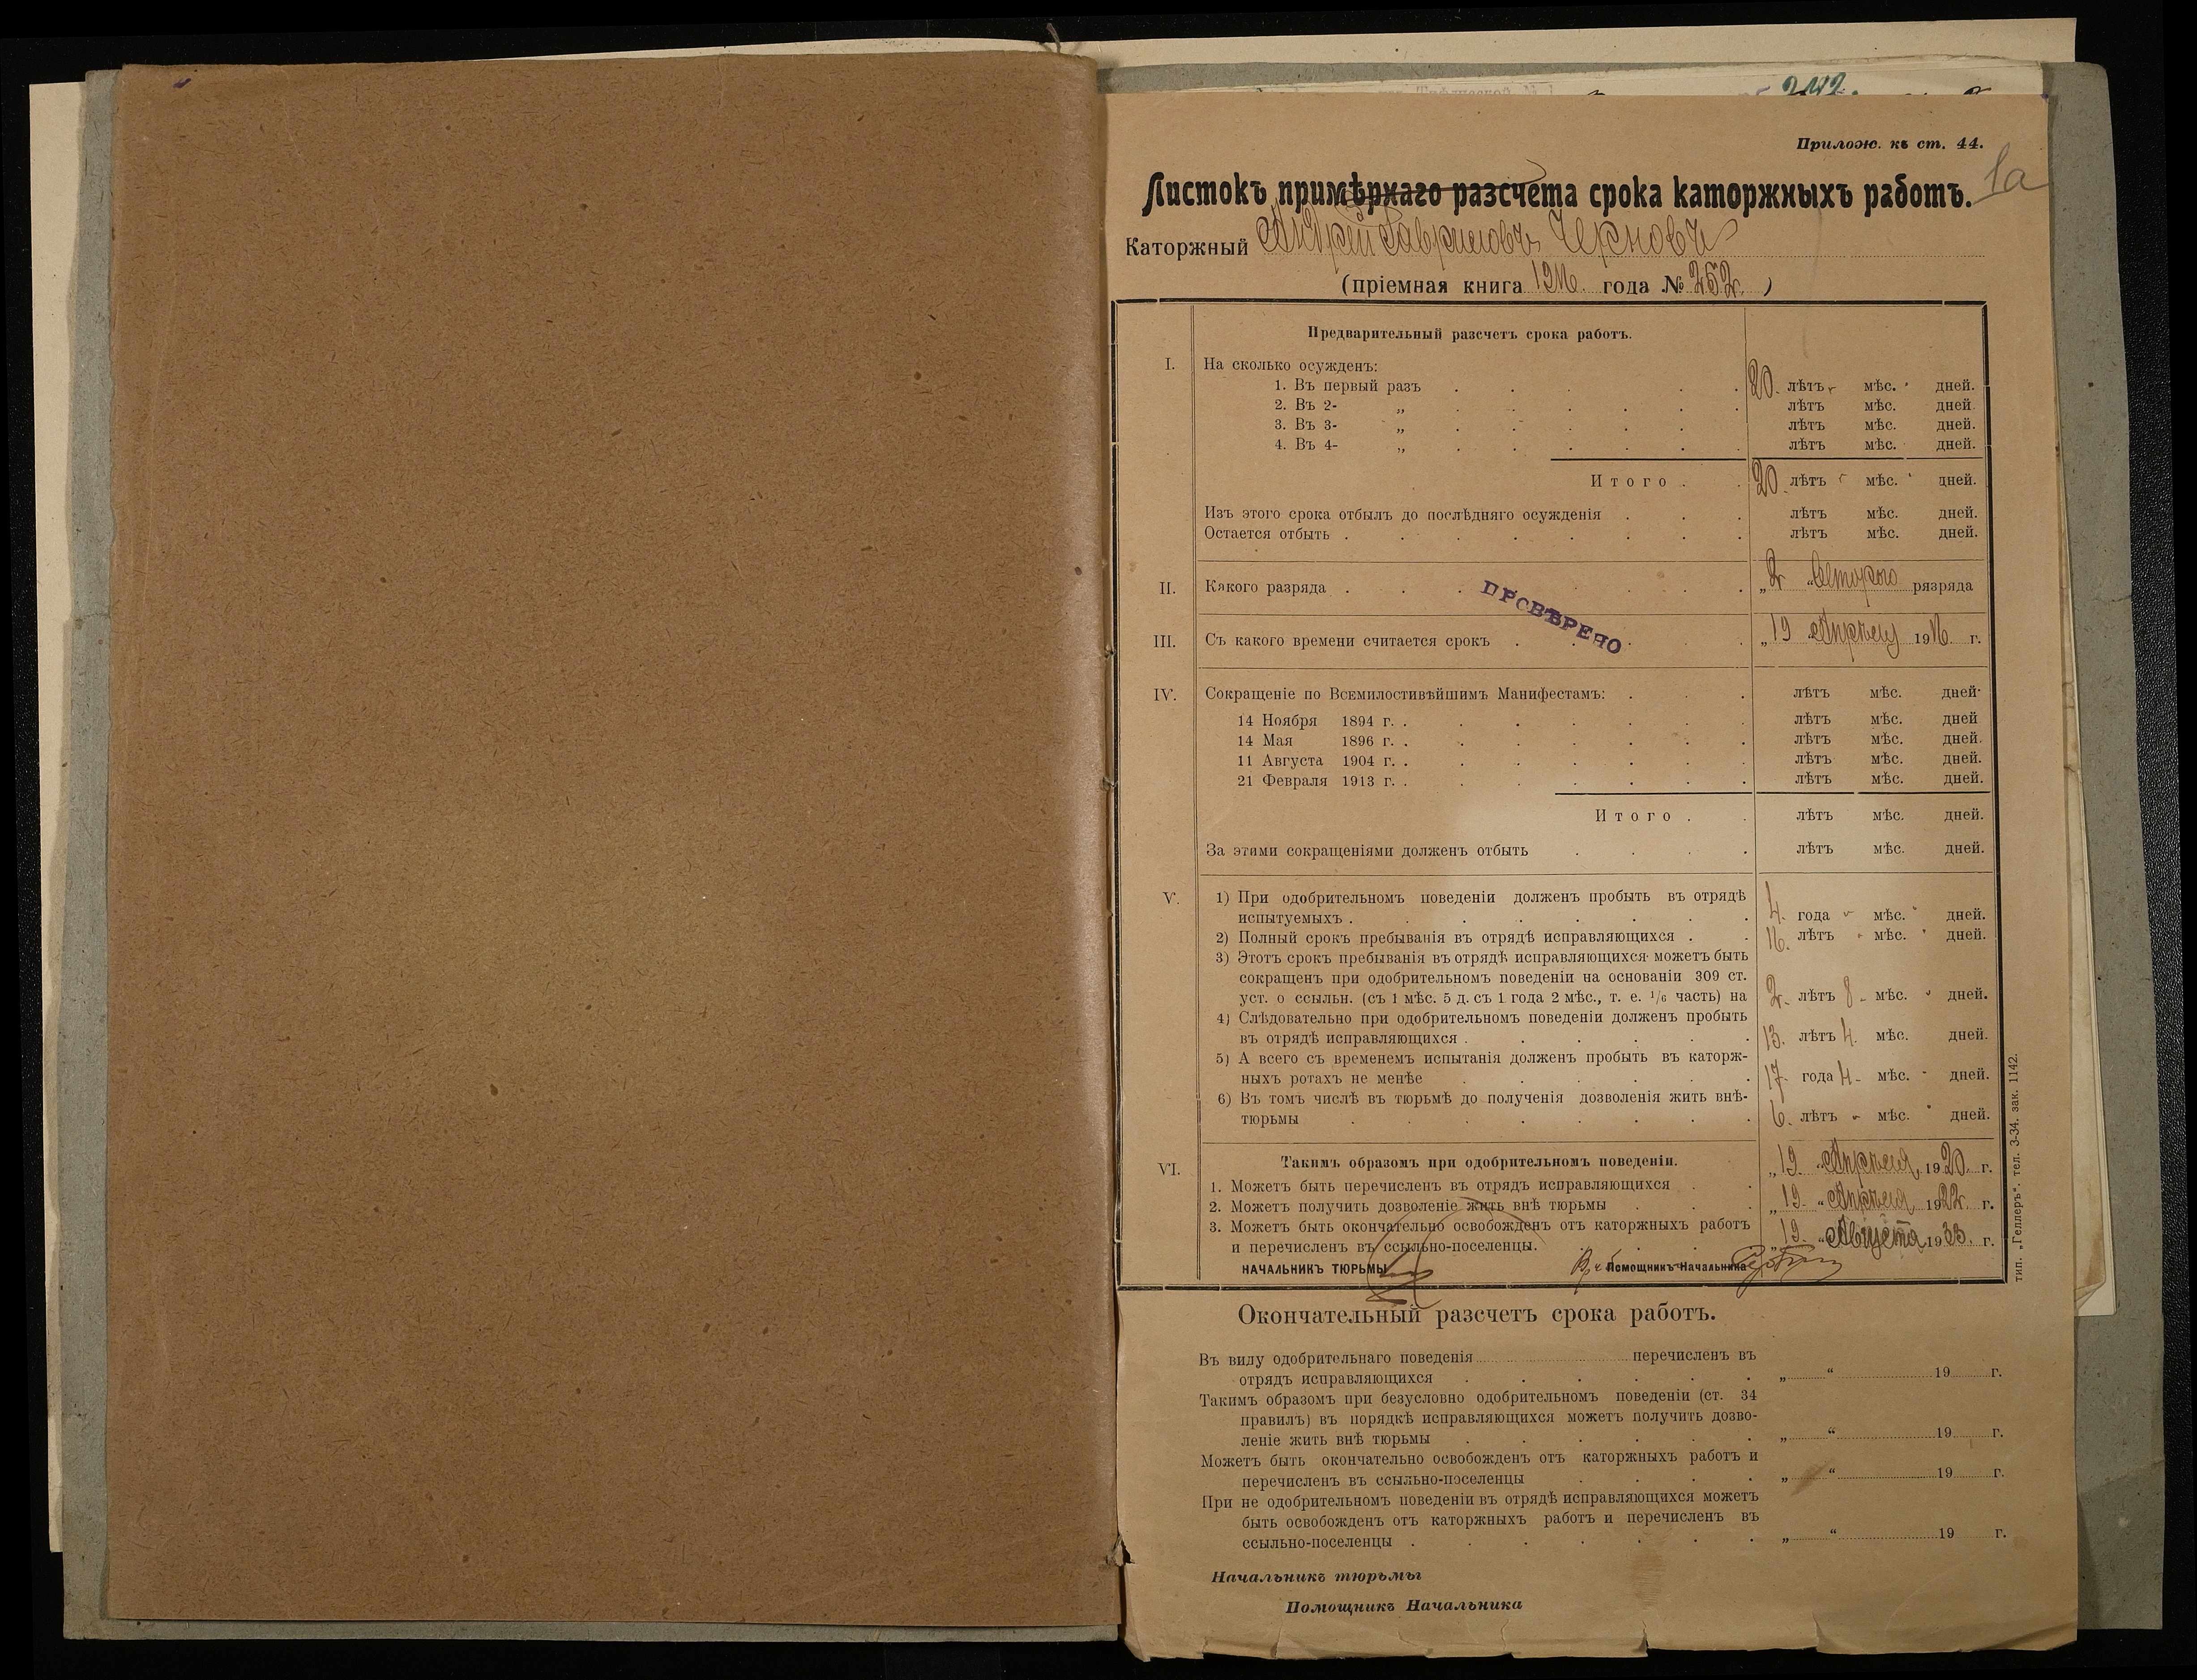 242.
Прилож. къ ст. 44.
1а
Листокъ примѣрнаго разсчета срока каторжныхъ работъ.
Каторжный Андрей Гавриловъ Черновъ
(пріемная книга 1916. года № 252. )
Предварительный разсчетъ срока работъ.
I. На сколько осужденъ:
1. Въ первый разъ 20. лѣтъ - мѣс. дней.
2. Въ 2- „ лѣтъ мѣс. дней.
3. Въ 3- „ лѣтъ мѣс. дней.
4. Въ 4- „ лѣтъ мѣс. дней.
Итого. 20. лѣтъ мѣс. дней.
Изъ этого срока отбылъ до послѣдняго осужденія лѣтъ мѣс. дней.
Остается отбыть лѣтъ мѣс. дней.
II. Какого разряда „2 “ Второго рязряда
ПРОВѢРЕНО
III. Съ какого времени считается срокъ „19 Апрѣля 1916. г.
IV. Сокращеніе по Всемилостивѣйшимъ Манифестамъ: лѣтъ мѣс. дней
14 Ноября 1894 г. лѣтъ мѣс. дней
14 Мая 1896 г. лѣтъ мѣс. дней.
11 Августа 1904 г. лѣтъ мѣс. дней.
21 Февраля 1913 г. лѣтъ мѣс. дней.
Итого. лѣтъ мѣс. дней.
За этими сокращеніями долженъ отбыть лѣтъ мѣс. дней.
V. 1) При одобрительномъ поведеніи долженъ пробыть въ отрядѣ
испытуемыхъ. 4. года - мѣс. дней.
2) Полный срокъ пребыванія въ отрядѣ исправляющихся 16. лѣтъ - мѣс. дней.
3) Этотъ срокъ пребыванія въ отрядѣ исправляющихся можетъ быть
сокращенъ при одобрительномъ поведеніи на основаніи 309 ст.
уст. о ссыльн. (съ 1 мѣс. 5 д. съ 1 года 2 мѣс., т. е. 1/6 часть) на 2. лѣтъ 8 - мѣс. дней.
4) Слѣдовательно при одобрительномъ поведеніи долженъ пробыть
въ отрядѣ исправляющихся. 13. лѣтъ 4. мѣс. дней.
5) А всего съ временемъ испытанія долженъ пробыть въ каторж-
ныхъ ротахъ не менѣе 17. года 4- мѣс. дней.
6) Въ томъ числѣ въ тюрьмѣ до полученія дозволенія жить внѣ-
тюрьмы 6. лѣтъ - мѣс. дней.
VI. Такимъ образомъ при одобрительномъ поведеніи.
1. Можетъ быть перечисленъ въ отрядъ исправляющихся „19. “ Апрѣля, 1920. г.
2. Можетъ получить дозволеніе жить внѣ тюрьмы „19. “ Апрѣля 1922. г.
3. Можетъ быть окончательно освобожденъ отъ каторжныхъ работъ
и перечисленъ въ ссыльно-поселенцы. „19. “ Августа 1933. г.
НАЧАЛЬНИКЪ ТЮРЬМЫ Помощникъ Начальника
тип. „Геллеръ“. тел. 3-34. зак. 1142.
Окончательный разсчетъ срока работъ.
Въ виду одобрительнаго поведенія перечисленъ въ
отрядъ исправляющихся „ “ 19 г.
Такимъ образомъ при безусловно одобрительномъ поведеніи (ст. 34
правилъ) въ порядкѣ исправляющихся можетъ получить дозво-
леніе жить внѣ тюрьмы „ “ 19 г.
Можетъ быть окончательно освобожденъ отъ каторжныхъ работъ и
перечисленъ въ ссыльно-поселенцы „ “ 19 г.
При не одобрительномъ поведеніи въ отрядѣ исправляющихся можетъ
быть освобожденъ отъ каторжныхъ работъ и перечисленъ въ
ссыльно-поселенцы. „ “ 19 г.
Начальникъ тюрьмы
Помощникъ Начальника